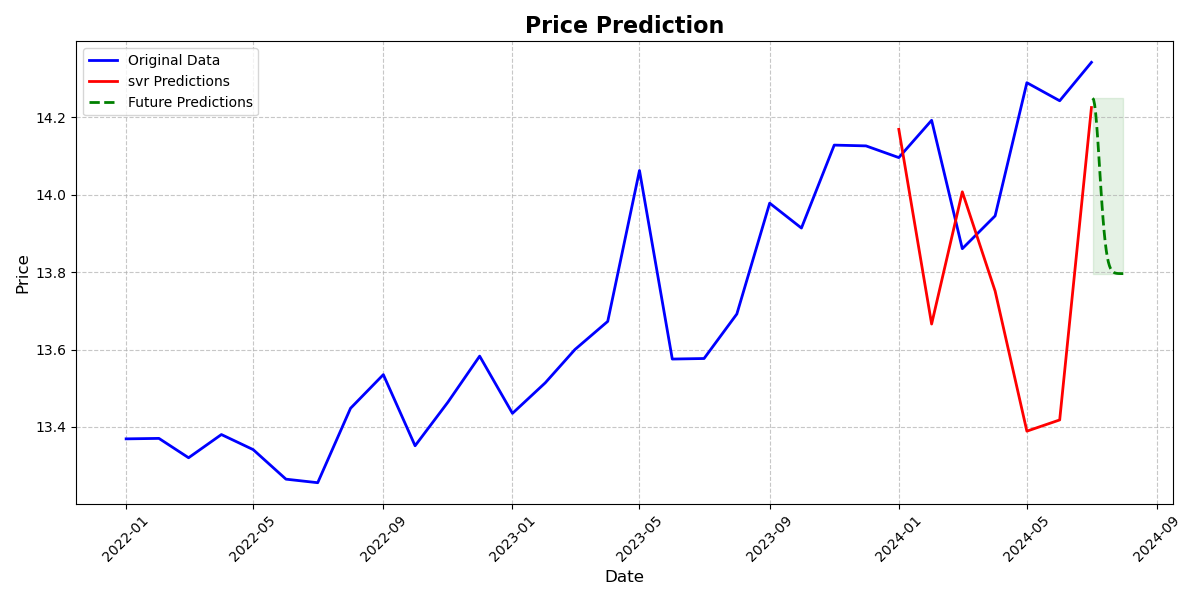 Price Prediction
Original Data
svr Predictions
Future Predictions
Price
14.2
14.0
13.8
13.6
13.4
2022-01
2022-05
2022-09
2023-01
2023-05
2023-09
2024-01
2024-05
2024-09
Date